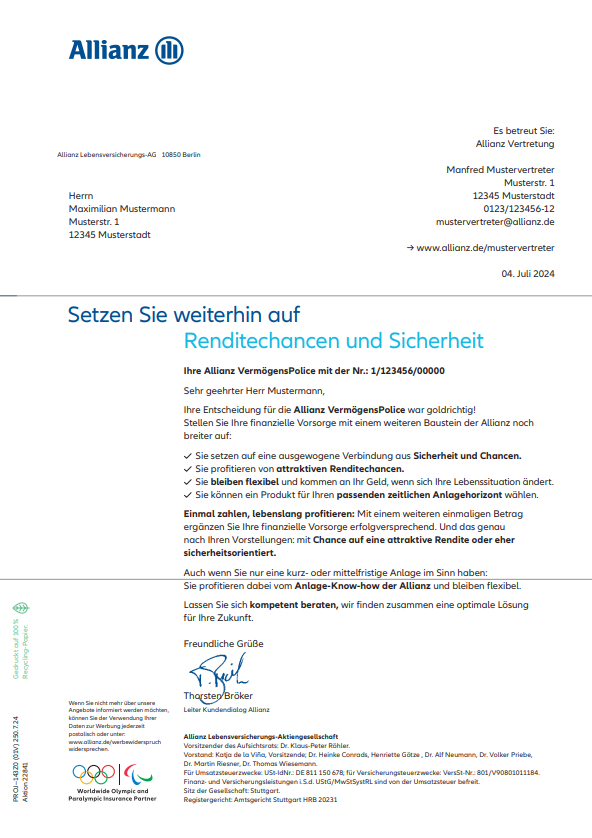 Allianz
Es betreut Sie:
Allianz Vertretung
Allianz Lebensversicherungs-AG 10850 Berlin
Manfred Mustervertreter
Musterstr. 1
12345 Musterstadt
0123/123456-12
mustervertreter@allianz.de
→ www.allianz.de/mustervertreter
04. Juli 2024
Herrn
Maximilian Mustermann
Musterstr. 1
12345 Musterstadt
Setzen Sie weiterhin auf
Renditechancen und Sicherheit
Ihre Allianz VermögensPolice mit der Nr.: 1/123456/00000
Sehr geehrter Herr Mustermann,
Ihre Entscheidung für die Allianz VermögensPolice war goldrichtig!
Stellen Sie Ihre finanzielle Vorsorge mit einem weiteren Baustein der Allianz noch
breiter auf:
✓ Sie setzen auf eine ausgewogene Verbindung aus Sicherheit und Chancen.
✓ Sie profitieren von attraktiven Renditechancen.
✓ Sie bleiben flexibel und kommen an Ihr Geld, wenn sich Ihre Lebenssituation ändert.
✓ Sie können ein Produkt für Ihren passenden zeitlichen Anlagehorizont wählen.
Einmal zahlen, lebenslang profitieren: Mit einem weiteren einmaligen Betrag
ergänzen Sie Ihre finanzielle Vorsorge erfolgversprechend. Und das genau
nach Ihren Vorstellungen: mit Chance auf eine attraktive Rendite oder eher
sicherheitsorientiert.
Auch wenn Sie nur eine kurz- oder mittelfristige Anlage im Sinn haben:
Sie profitieren dabei vom Anlage-Know-how der Allianz und bleiben flexibel.
Lassen Sie sich kompetent beraten, wir finden zusammen eine optimale Lösung
für Ihre Zukunft.
Freundliche Grüße
Thorsten Bröker
Leiter Kundendialog Allianz
Gedruckt auf 100 %
Recycling-Papier
PROJ--1432D (01V) 250.7.24
Aktion:22841
Wenn Sie nicht mehr über unsere
Angebote informiert werden möchten,
können Sie der Verwendung Ihrer
Daten zur Werbung jederzeit
postalisch oder unter:
www.allianz.de/werbewiderspruch
widersprechen.
Worldwide Olympic and
Paralympic Insurance Partner
Allianz Lebensversicherungs-Aktiengesellschaft
Vorsitzender des Aufsichtsrats: Dr. Klaus-Peter Röhler.
Vorstand: Katja de la Viña, Vorsitzende; Dr. Heinke Conrads, Henriette Götze , Dr. Alf Neumann, Dr. Volker Priebe,
Dr. Martin Riesner, Dr. Thomas Wiesemann.
Für Umsatzsteuerzwecke: USt-IdNr.: DE 811 150 678; für Versicherungsteuerzwecke: VersSt-Nr.: 801/V90801011184.
Finanz- und Versicherungsleistungen i.S.d. UStG/MwStSystRL sind von der Umsatzsteuer befreit.
Sitz der Gesellschaft: Stuttgart.
Registergericht: Amtsgericht Stuttgart HRB 20231